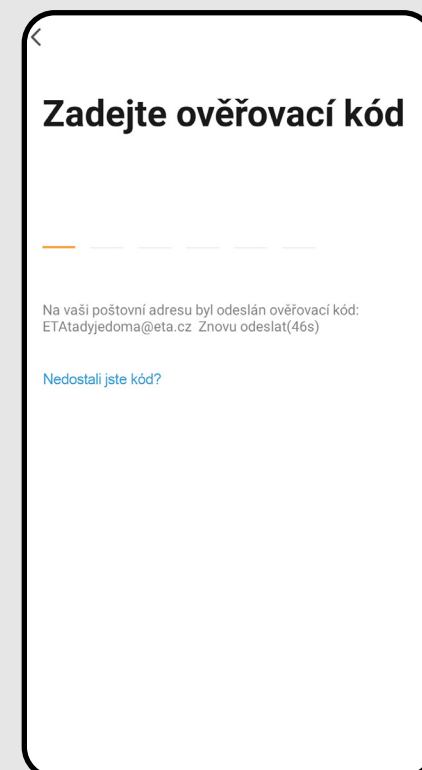 Zadejte ověřovací kód
Na vaši poštovní adresu byl odeslán ověřovací kód:
ETAtadyjedoma@eta.cz Znovu odeslat(46s)
Nedostali jste kód?